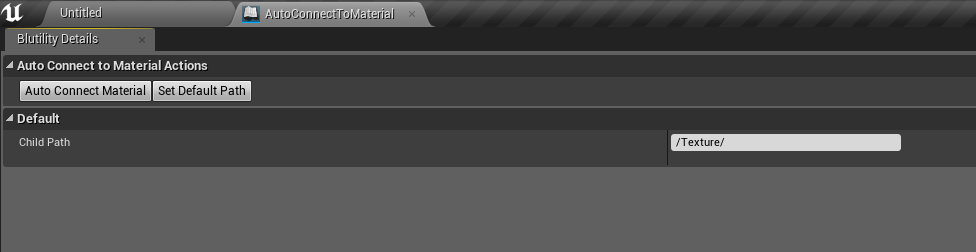 Untitled
AutoConnectToMaterial
Blutility Details
Auto Connect to Material Actions
Auto Connect Material
Set Default Path
Default
Child Path
/Texture/